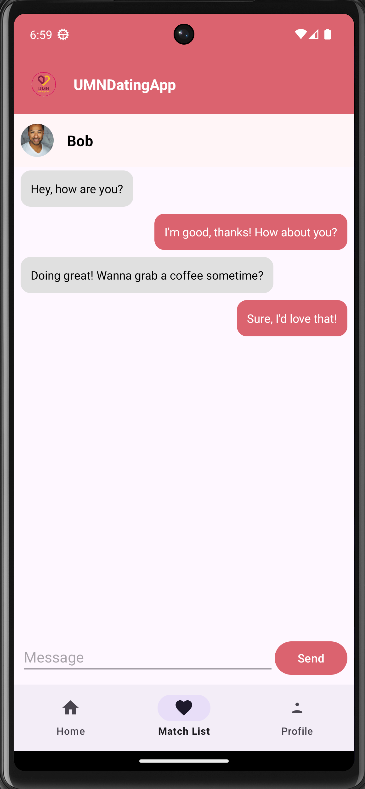 6:59
UMN
UMNDatingApp
Bob
Hey, how are you?
I'm good, thanks! How about you?
Doing great! Wanna grab a coffee sometime?
Sure, I'd love that!
Message
Send
Home
Match List
Profile